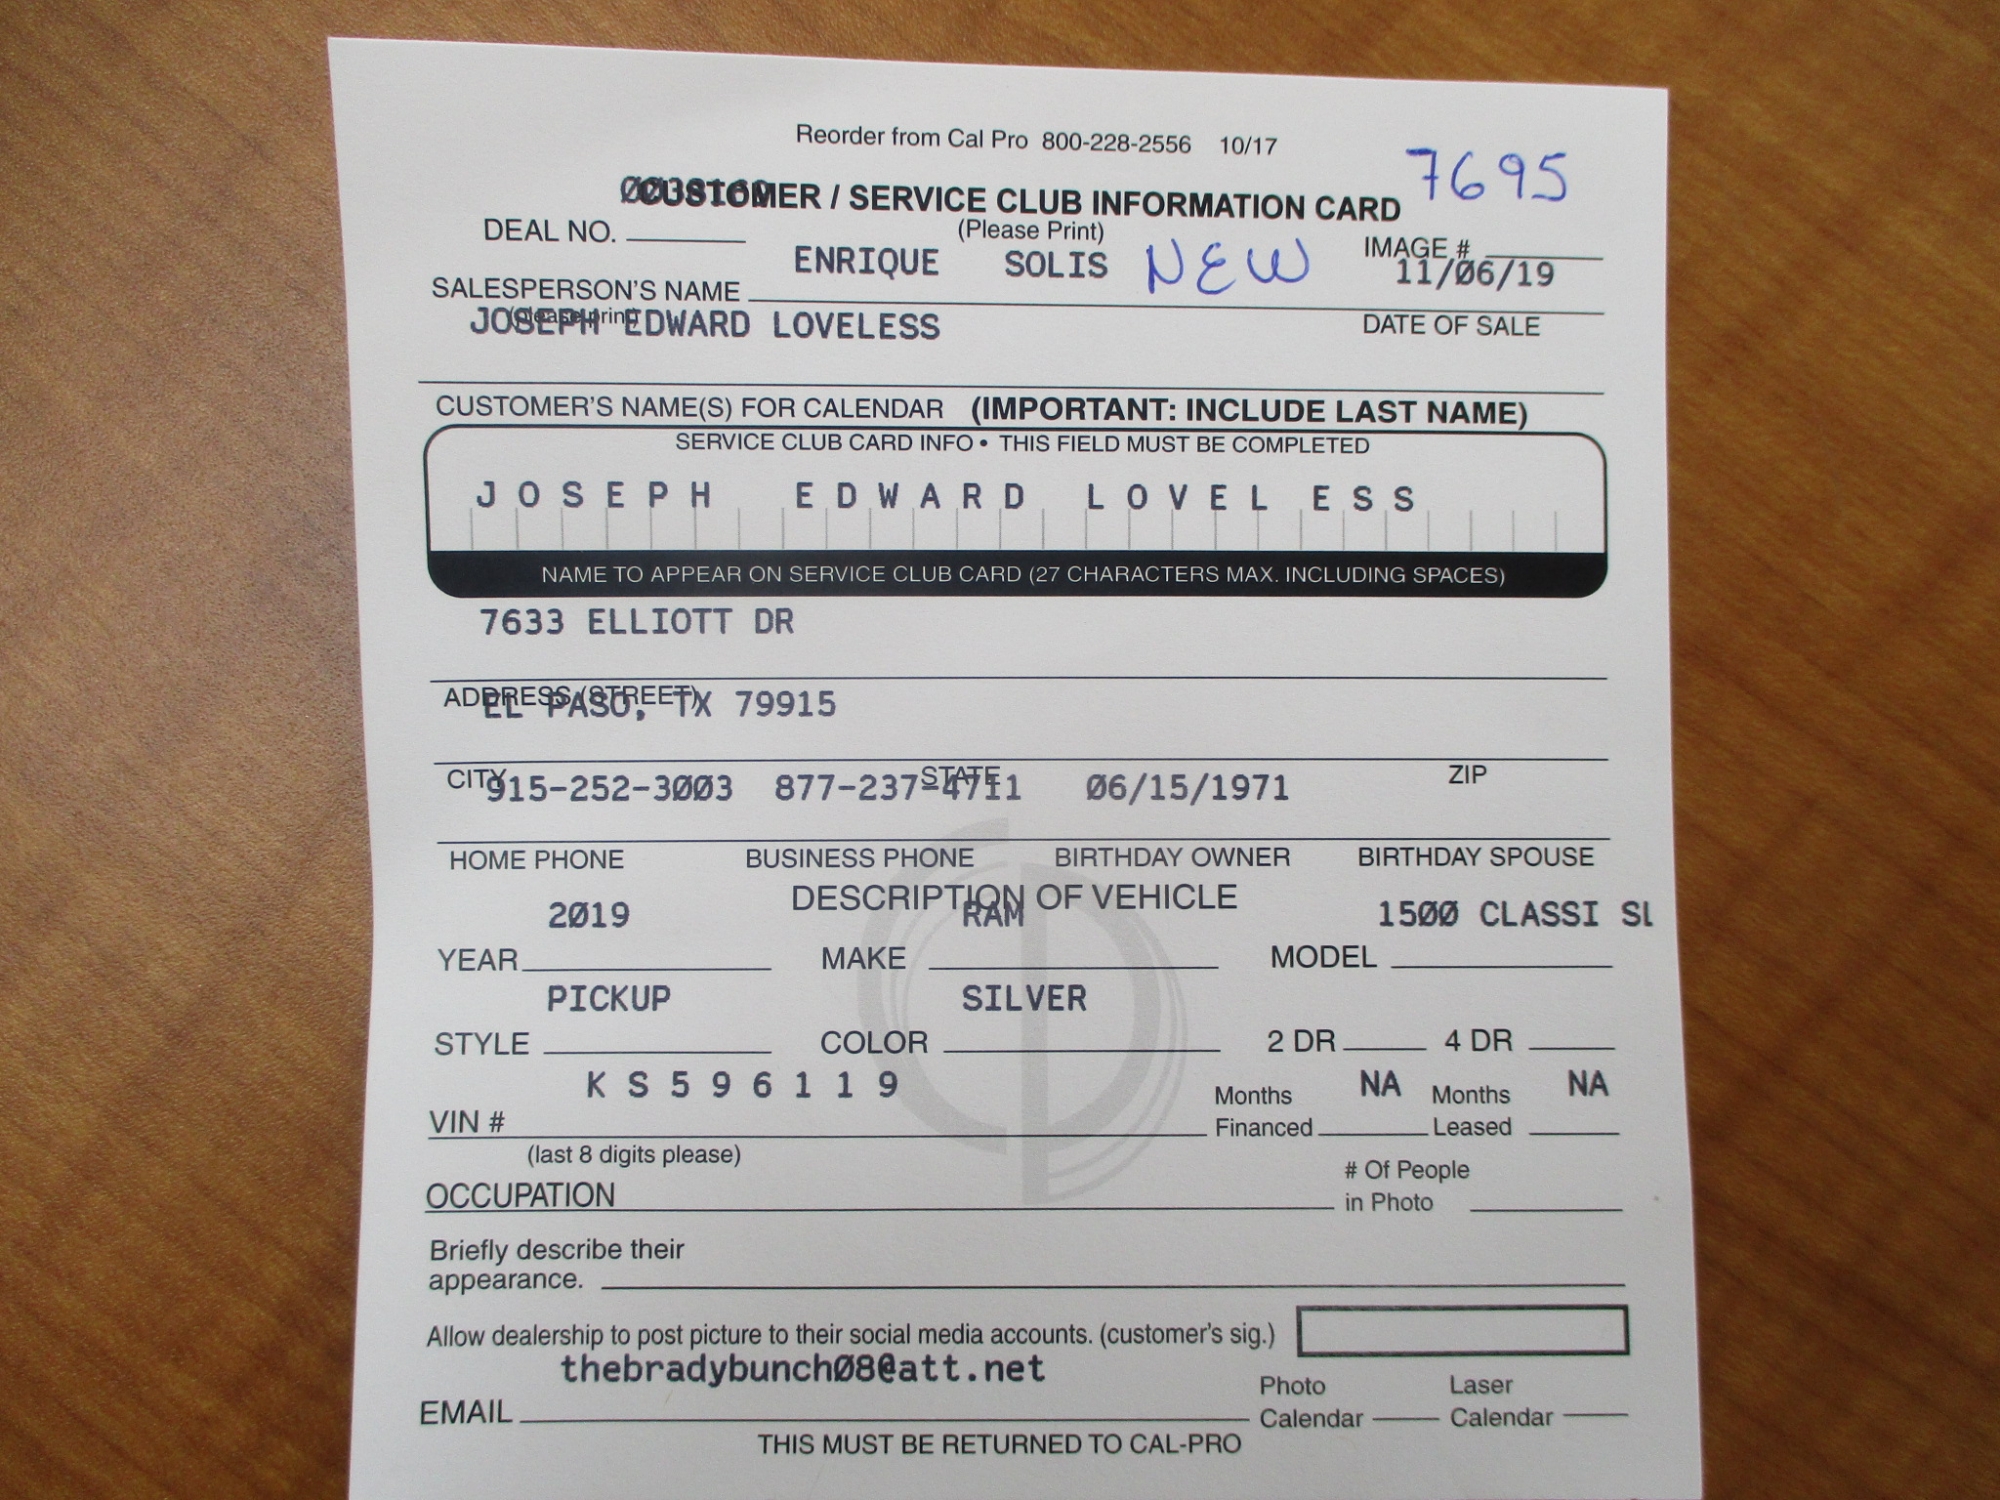 Reorder from Cal Pro 800-228-2556 10/17
7695
CUSTOMER / SERVICE CLUB INFORMATION CARD
DEAL NO.
(Please Print)
IMAGE #
ENRIQUE SOLIS NEW 11/06/19
SALESPERSON'S NAME
(please print)
JOSEPH EDWARD LOVELESS
DATE OF SALE
CUSTOMER'S NAME(S) FOR CALENDAR (IMPORTANT: INCLUDE LAST NAME)
SERVICE CLUB CARD INFO • THIS FIELD MUST BE COMPLETED
JOSEPH EDWARD LOVELESS
NAME TO APPEAR ON SERVICE CLUB CARD (27 CHARACTERS MAX. INCLUDING SPACES)
7633 ELLIOTT DR
ADDRESS (STREET)
EL PASO, TX 79915
CITY STATE ZIP
915-252-3003 877-237-4711 06/15/1971
HOME PHONE BUSINESS PHONE BIRTHDAY OWNER BIRTHDAY SPOUSE
DESCRIPTION OF VEHICLE
2019 RAM 1500 CLASSI SL
YEAR MAKE MODEL
PICKUP SILVER
STYLE COLOR 2 DR 4 DR
KS596119 NA NA
VIN # Months Financed Months Leased
(last 8 digits please)
OCCUPATION # Of People in Photo
Briefly describe their
appearance.
Allow dealership to post picture to their social media accounts. (customer's sig.)
thebradybunch08@att.net
EMAIL Photo Calendar Laser Calendar
THIS MUST BE RETURNED TO CAL-PRO